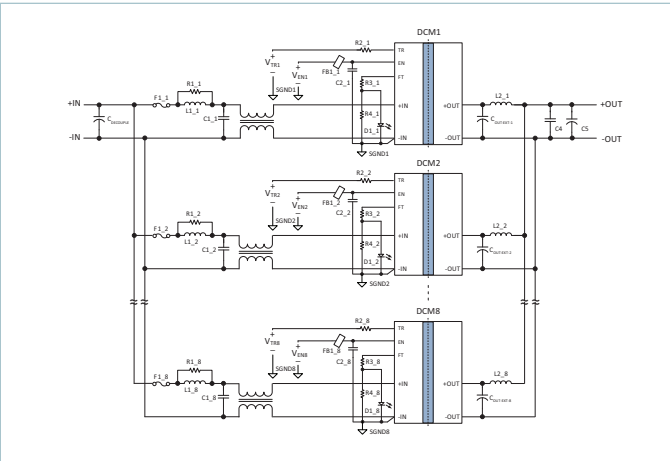 DCM1
R2_1
TR
+
V_TR1
–
+
V_EN1
–
FB1_1
EN
SGND1
C2_1
FT
R3_1
R1_1
+IN
F1_1
L1_1
C_DECOUPLE
C1_1
R4_1
+IN
+OUT
L2_1
+OUT
C_OUT-EXT-1
C4
C5
-IN
D1_1
-IN
-OUT
-OUT
SGND1
DCM2
R2_2
TR
+
V_TR2
–
+
V_EN2
–
FB1_2
EN
SGND2
C2_2
FT
R3_2
R1_2
F1_2
L1_2
C1_2
R4_2
+IN
+OUT
L2_2
C_OUT-EXT-2
D1_2
-IN
-OUT
SGND2
DCM8
R2_8
TR
+
V_TR8
–
+
V_EN8
–
FB1_8
EN
SGND8
C2_8
FT
R3_8
R1_8
F1_8
L1_8
C1_8
R4_8
+IN
+OUT
L2_8
C_OUT-EXT-8
D1_8
-IN
-OUT
SGND8